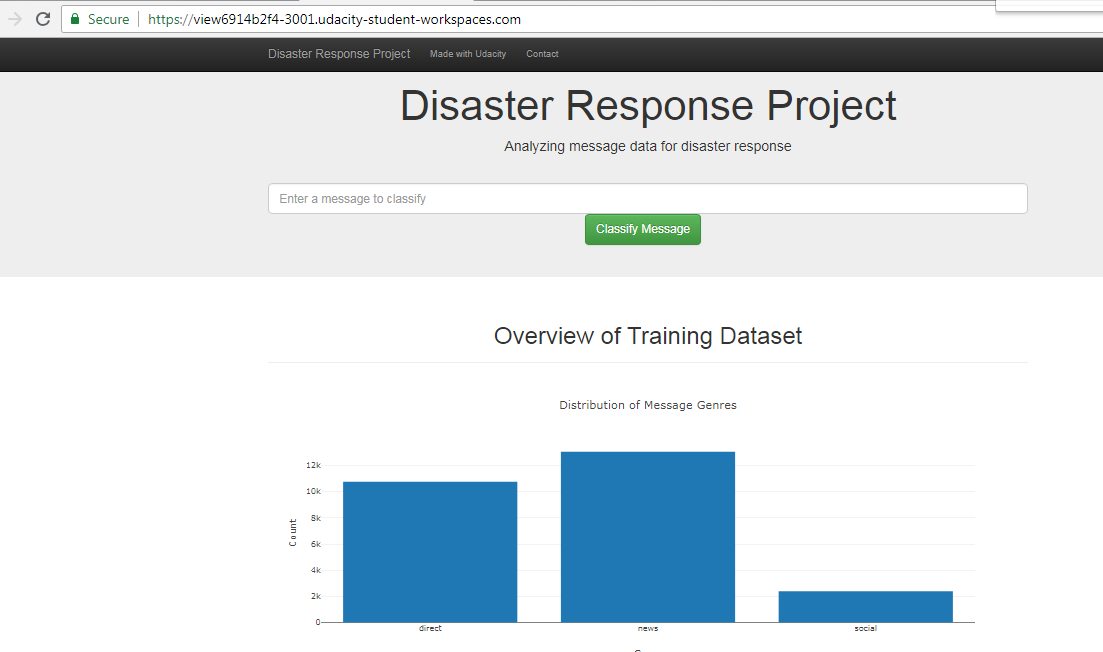 Secure https://view6914b2f4-3001.udacity-student-workspaces.com
Disaster Response Project Made with Udacity Contact
Disaster Response Project
Analyzing message data for disaster response
Enter a message to classify
Classify Message
Overview of Training Dataset
Distribution of Message Genres
12k
10k
8k
6k
4k
2k
0
Count
direct news social